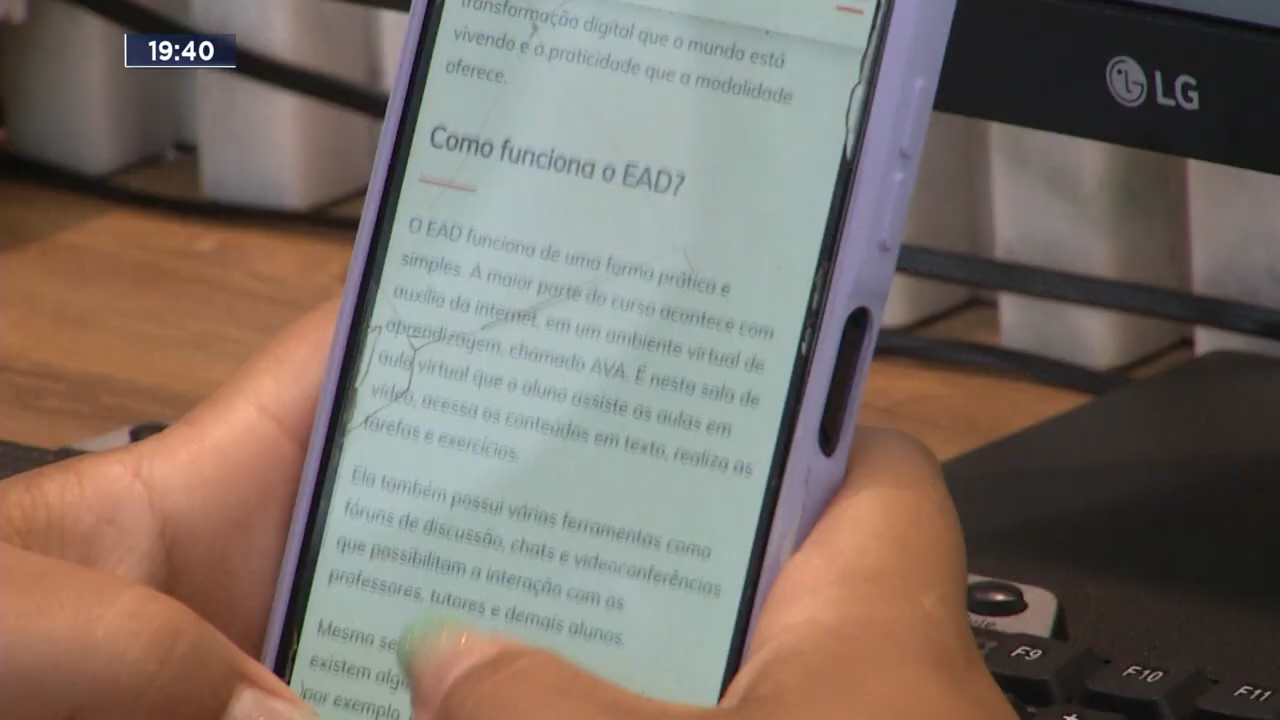 19:40
LG
transformação digital que o mundo está
vivendo e a praticidade que a modalidade
oferece.
Como funciona o EAD?
O EAD funciona de uma forma prática e
simples. A maior parte do curso acontece com
auxílio da internet, em um ambiente virtual de
aprendizagem, chamado AVA. É nesta sala de
aula virtual que o aluno assiste as aulas em
vídeo, acessa os conteúdos em texto, realiza as
tarefas e exercícios.
Ela também possui várias ferramentas como
fóruns de discussão, chats e videoconferências
que possibilitam a interação com os
professores, tutores e demais alunos.
Mesmo
existem
por exemplo
F9
F10
F11